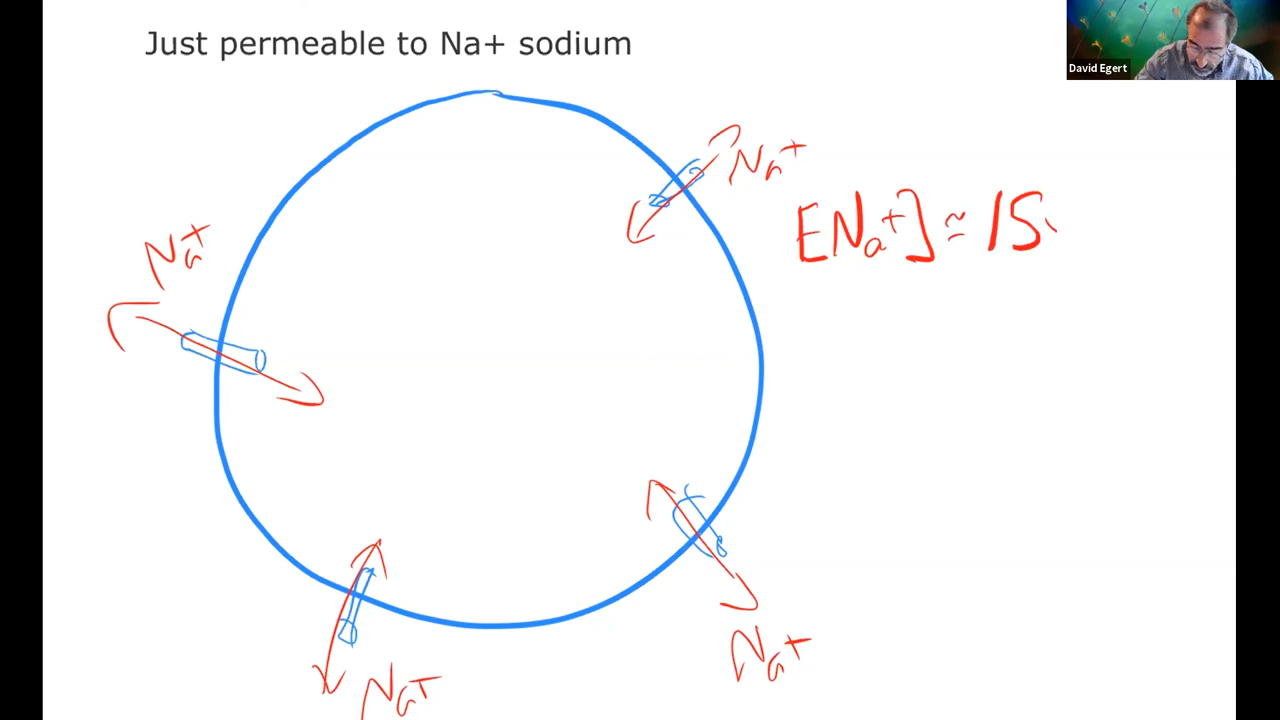 Just permeable to Na+ sodium
David Egert
Na+
[Na+] ≃ 15
Na+
Na+
Na+